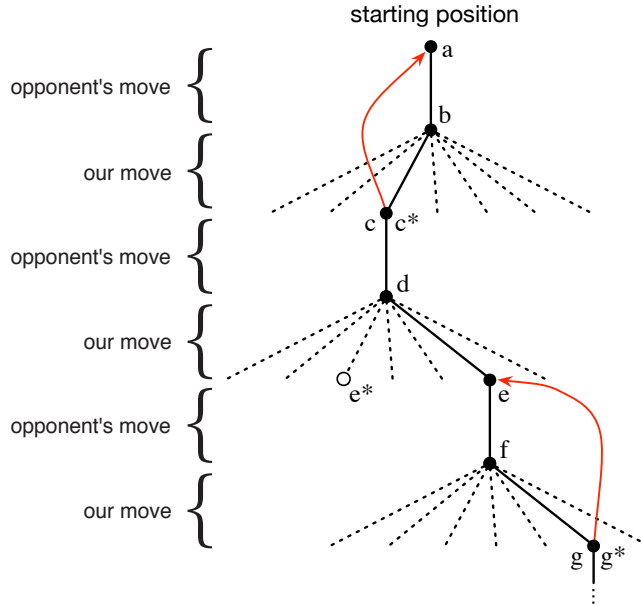 starting position
a
opponent's move
b
our move
c c*
opponent's move
d
our move
e* e
opponent's move
f
our move
g g*